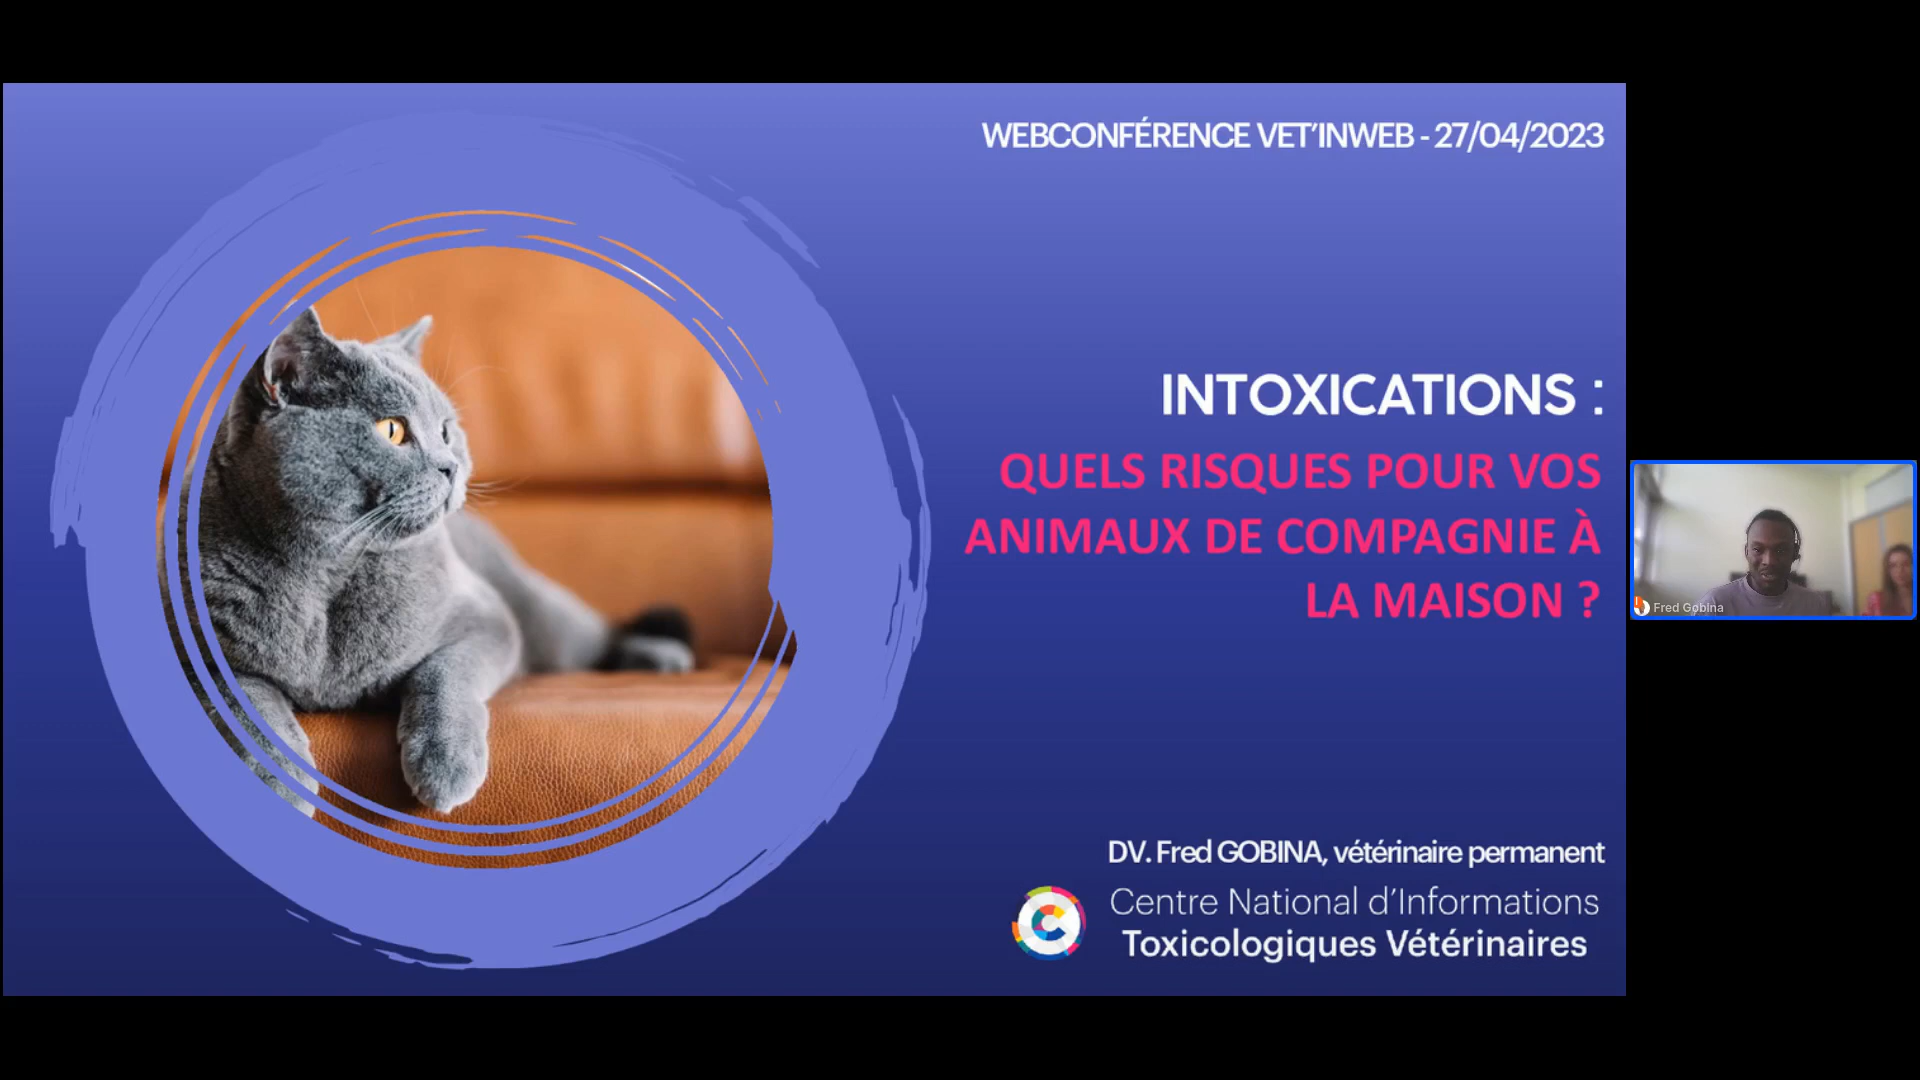 WEBCONFÉRENCE VET'INWEB - 27/04/2023
INTOXICATIONS :
QUELS RISQUES POUR VOS
ANIMAUX DE COMPAGNIE À
LA MAISON ?
DV. Fred GOBINA, vétérinaire permanent
Centre National d'Informations
Toxicologiques Vétérinaires
Fred Gobina